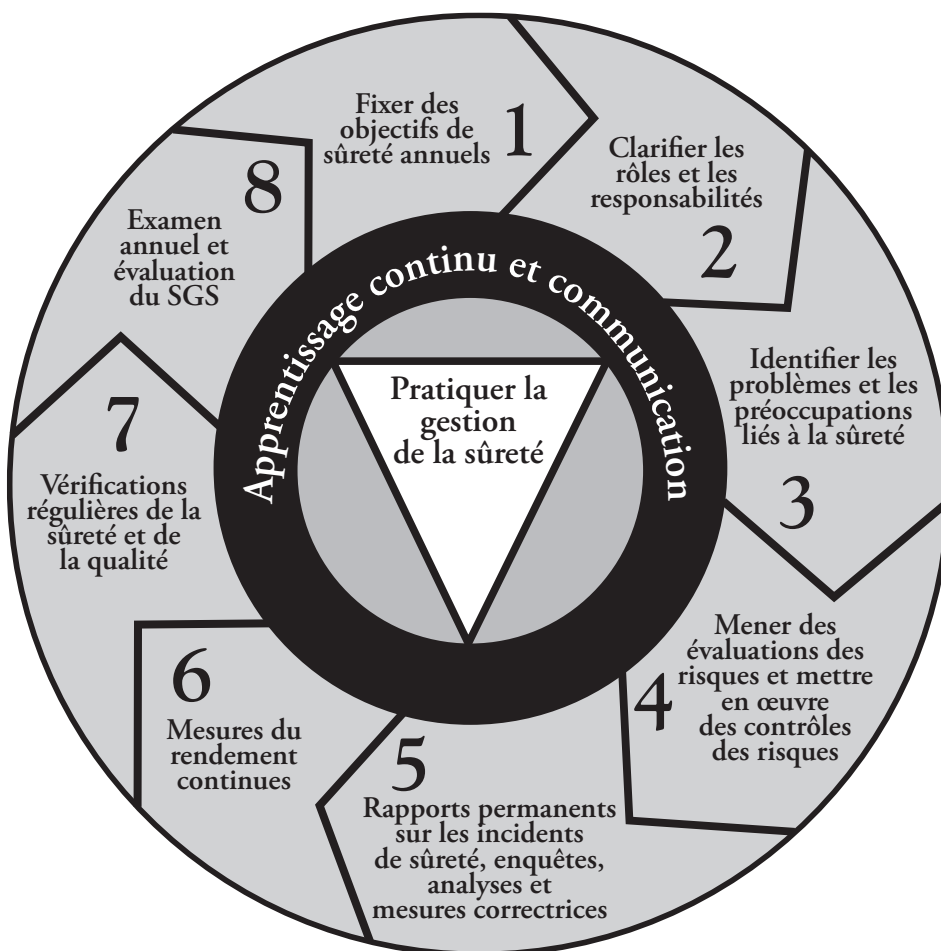 1
Fixer des
objectifs de
sûreté annuels
2
Clarifier les
rôles et les
responsabilités
3
Identifier les
problèmes et les
préoccupations
liés à la sûreté
4
Mener des
évaluations des
risques et mettre
en œuvre
des contrôles
des risques
5
Rapports permanents
sur les incidents
de sûreté, enquêtes,
analyses et
mesures correctrices
6
Mesures du
rendement
continues
7
Vérifications
régulières de la
sûreté et de
la qualité
8
Examen
annuel et
évaluation
du SGS
Apprentissage continu et communication
Pratiquer la
gestion
de la sûreté